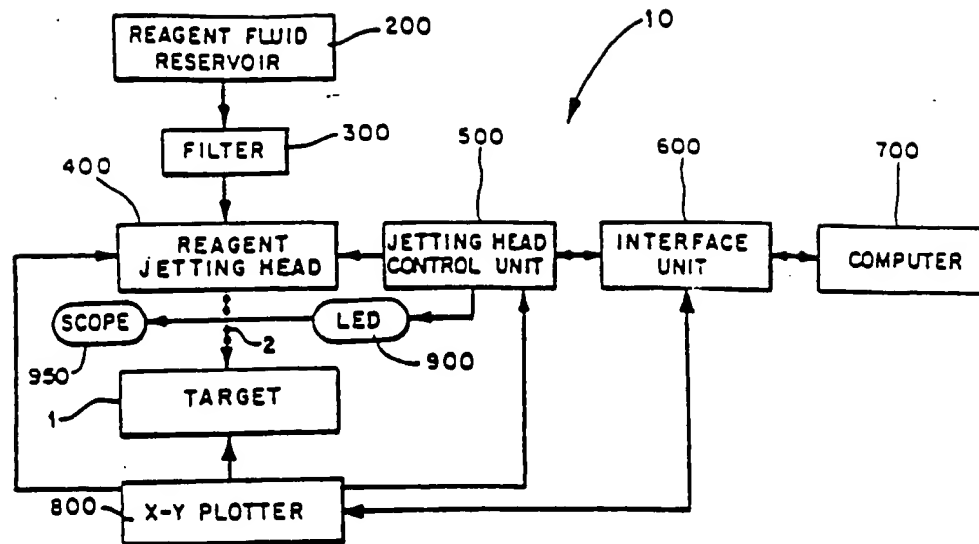 REAGENT FLUID
RESERVOIR
200
10
FILTER
300
400
500
600
700
REAGENT
JETTING HEAD
JETTING HEAD
CONTROL UNIT
INTERFACE
UNIT
COMPUTER
SCOPE
LED
2
950
900
1
TARGET
800
X-Y PLOTTER